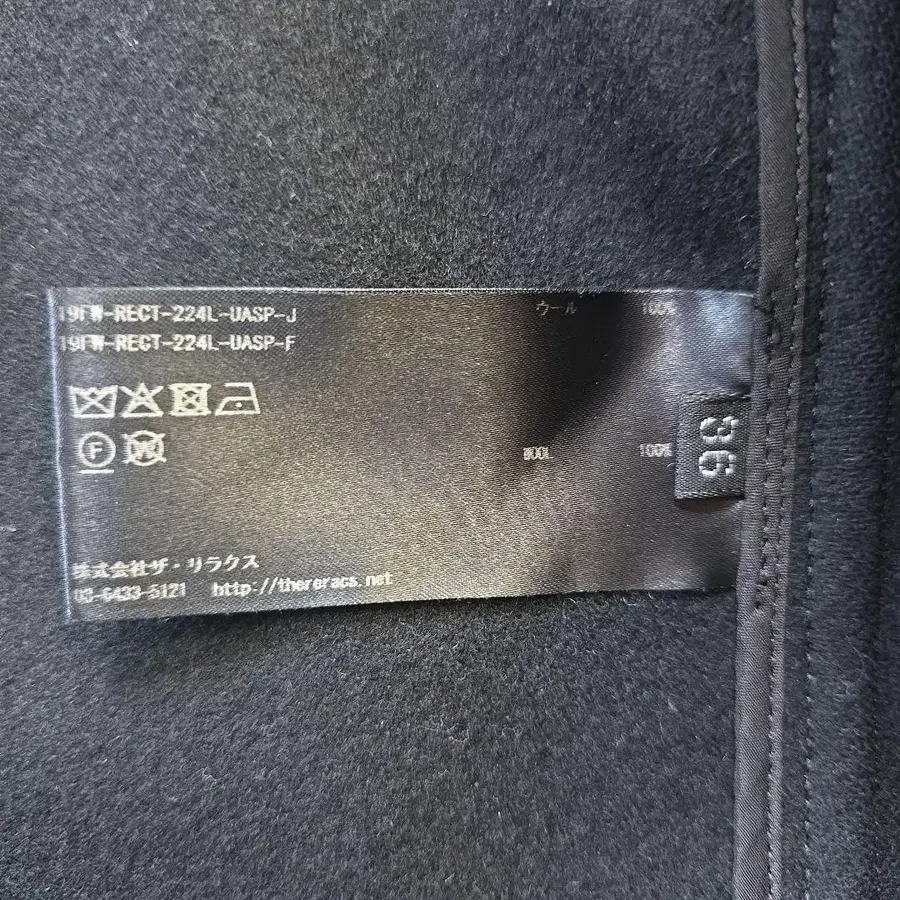 19FW-RECT-224L-UASP-J
19FW-RECT-224L-UASP-F
ウール 100%
F
W
WOOL 100%
36
株式会社ザ・リラクス
03-6433-5121 http://thereracs.net